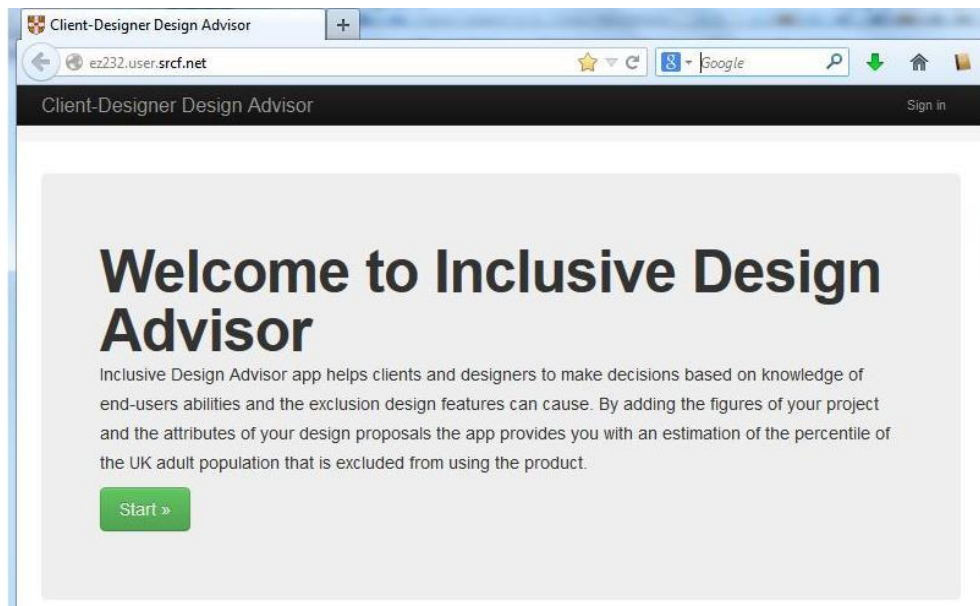 Client-Designer Design Advisor
ez232.user.srcf.net
Google
Client-Designer Design Advisor
Sign in
Welcome to Inclusive Design
Advisor
Inclusive Design Advisor app helps clients and designers to make decisions based on knowledge of
end-users abilities and the exclusion design features can cause. By adding the figures of your project
and the attributes of your design proposals the app provides you with an estimation of the percentile of
the UK adult population that is excluded from using the product.
Start »